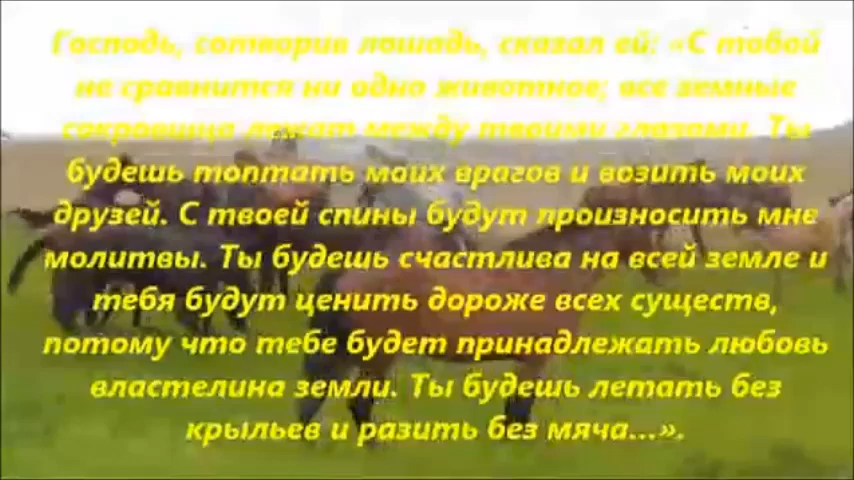 Господь, сотворив лошадь, сказал ей: «С тобой
не сравнится ни одно животное; все земные
сокровища лежат между твоими глазами. Ты
будешь топтать моих врагов и возить моих
друзей. С твоей спины будут произносить мне
молитвы. Ты будешь счастлива на всей земле и
тебя будут ценить дороже всех существ,
потому что тебе будет принадлежать любовь
властелина земли. Ты будешь летать без
крыльев и разить без мяча...».